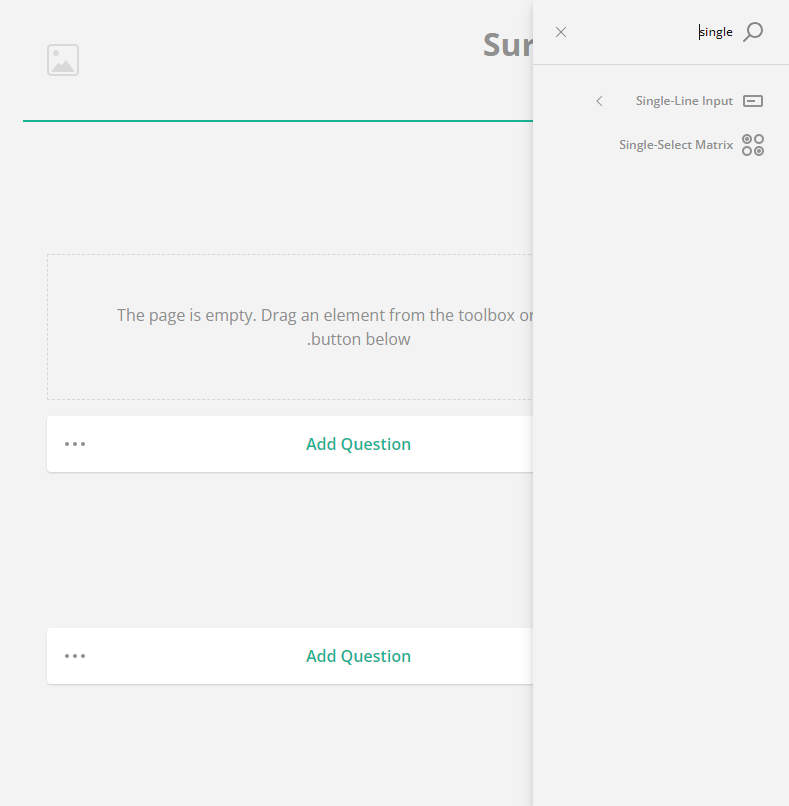 Sur
single
Single-Line Input
Single-Select Matrix
The page is empty. Drag an element from the toolbox or
.button below
Add Question
Add Question